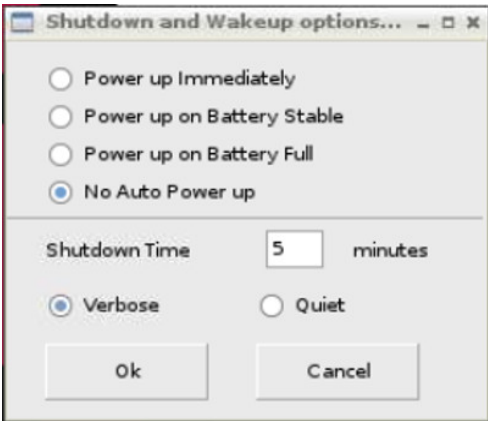 Shutdown and Wakeup options...
Power up Immediately
Power up on Battery Stable
Power up on Battery Full
No Auto Power up
Shutdown Time 5 minutes
Verbose Quiet
Ok Cancel